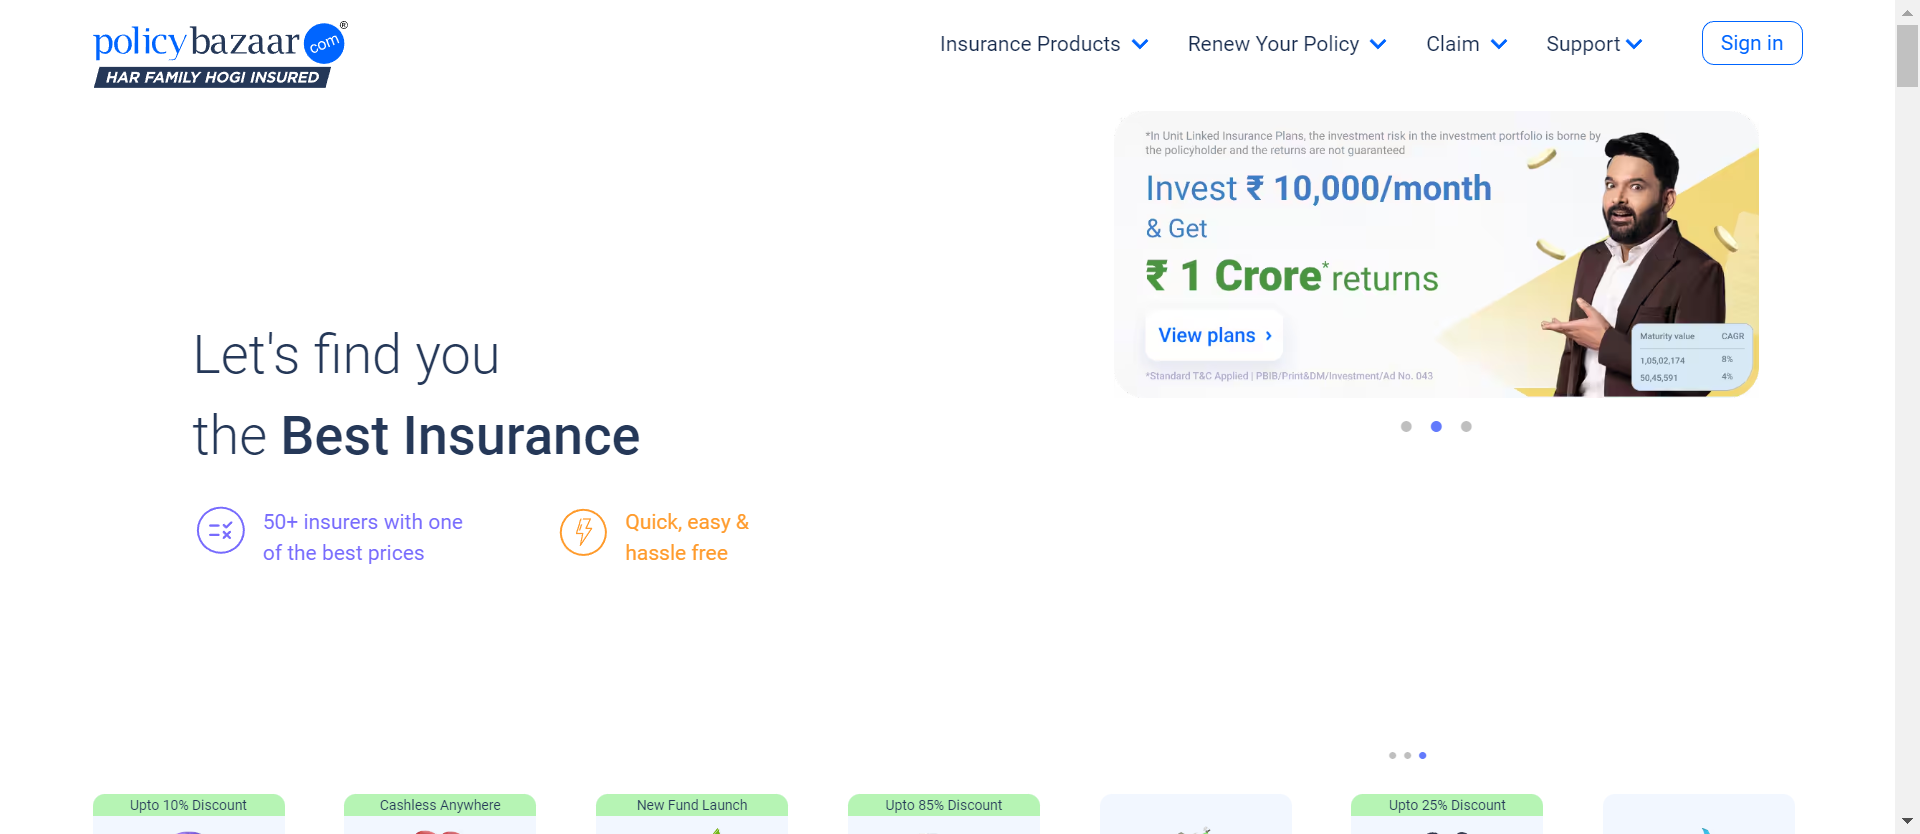 policybazaar com ®
HAR FAMILY HOGI INSURED
Insurance Products
Renew Your Policy
Claim
Support
Sign in
*In Unit Linked Insurance Plans, the investment risk in the investment portfolio is borne by
the policyholder and the returns are not guaranteed
Invest ₹ 10,000/month
& Get
₹ 1 Crore* returns
View plans ›
*Standard T&C Applied | PBIB/Print&DM/Investment/Ad No. 043
Maturity value CAGR
1,05,02,174 8%
50,45,591 4%
Let's find you
the Best Insurance
50+ insurers with one
of the best prices
Quick, easy &
hassle free
Upto 10% Discount
Cashless Anywhere
New Fund Launch
Upto 85% Discount
Upto 25% Discount